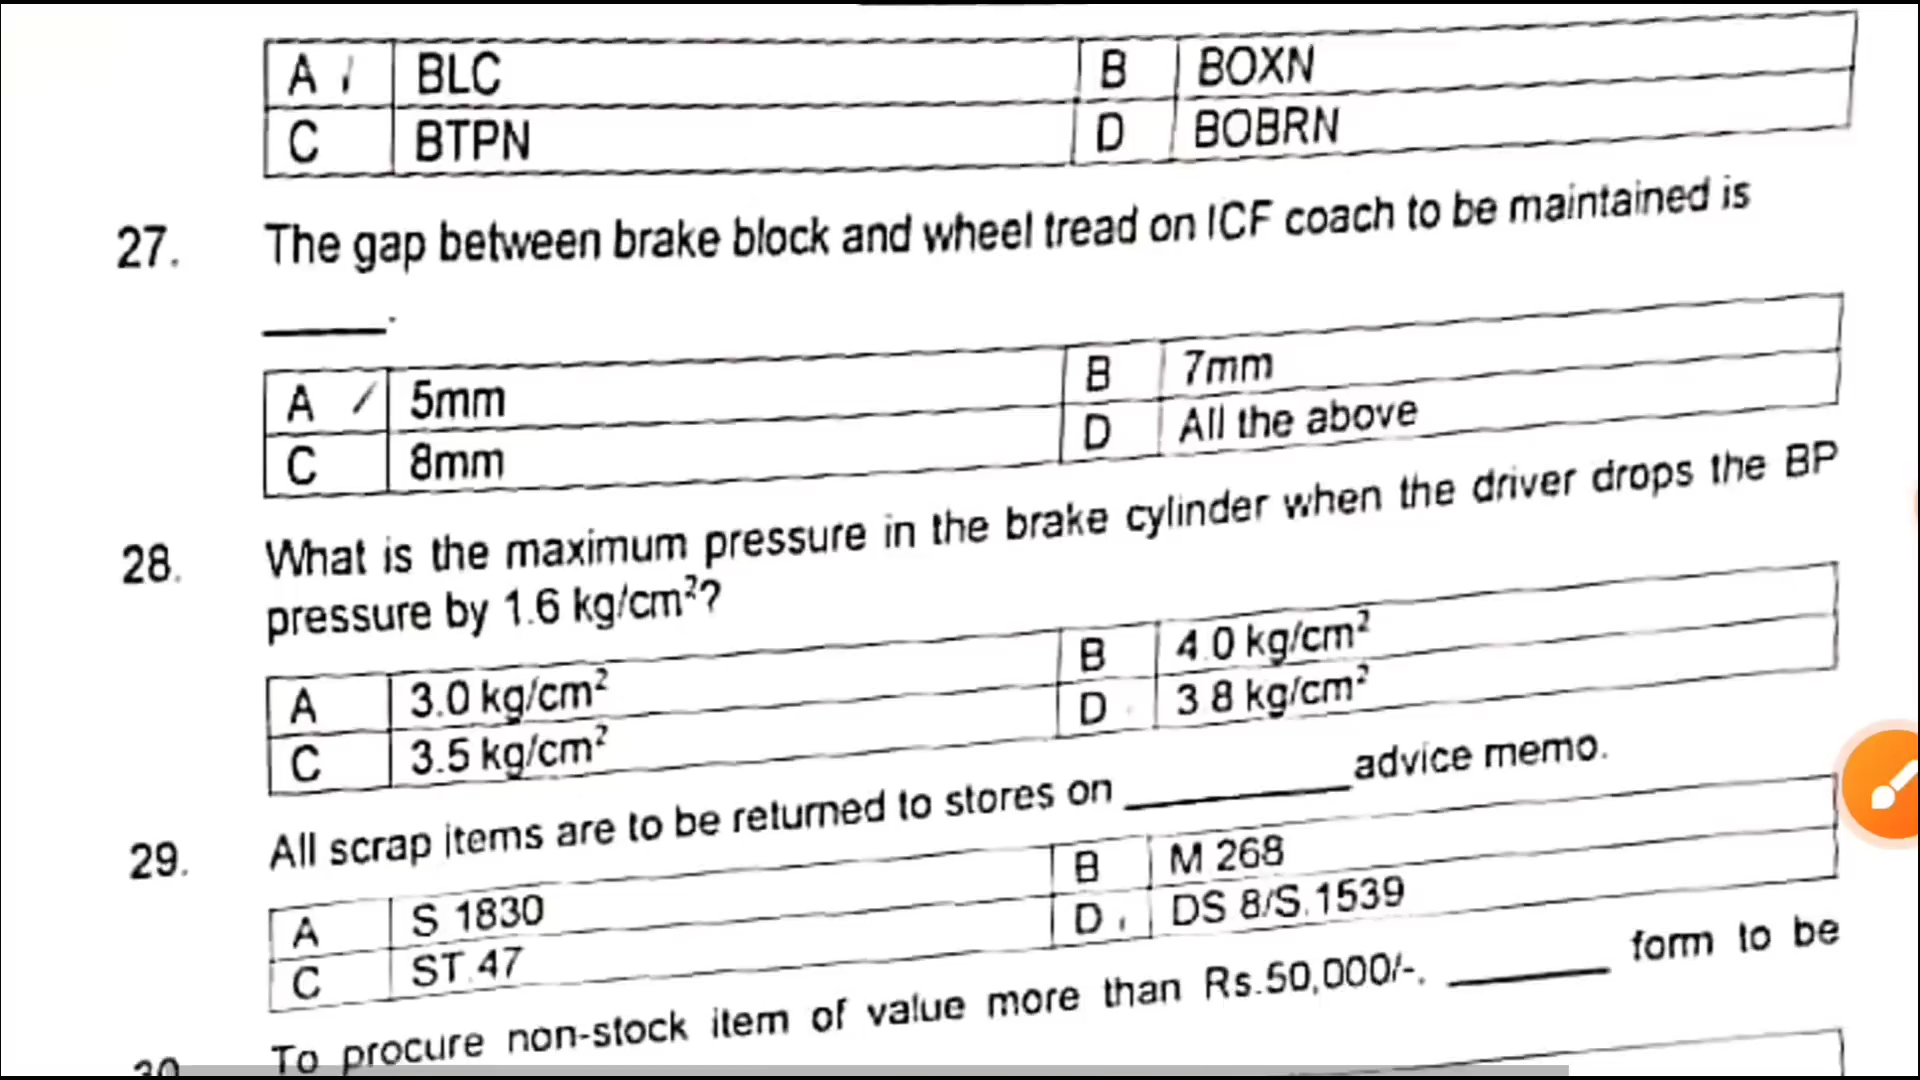 A BLC B BOXN
C BTPN D BOBRN
27. The gap between brake block and wheel tread on ICF coach to be maintained is
______.
A 5mm B 7mm
C 8mm D All the above
28. What is the maximum pressure in the brake cylinder when the driver drops the BP
pressure by 1.6 kg/cm²?
A 3.0 kg/cm² B 4.0 kg/cm²
C 3.5 kg/cm² D 3 8 kg/cm²
29. All scrap items are to be returned to stores on __________ advice memo.
A S 1830 B M 268
C ST.47 D DS 8/S.1539
30. To procure non-stock item of value more than Rs.50,000/-. ________ form to be